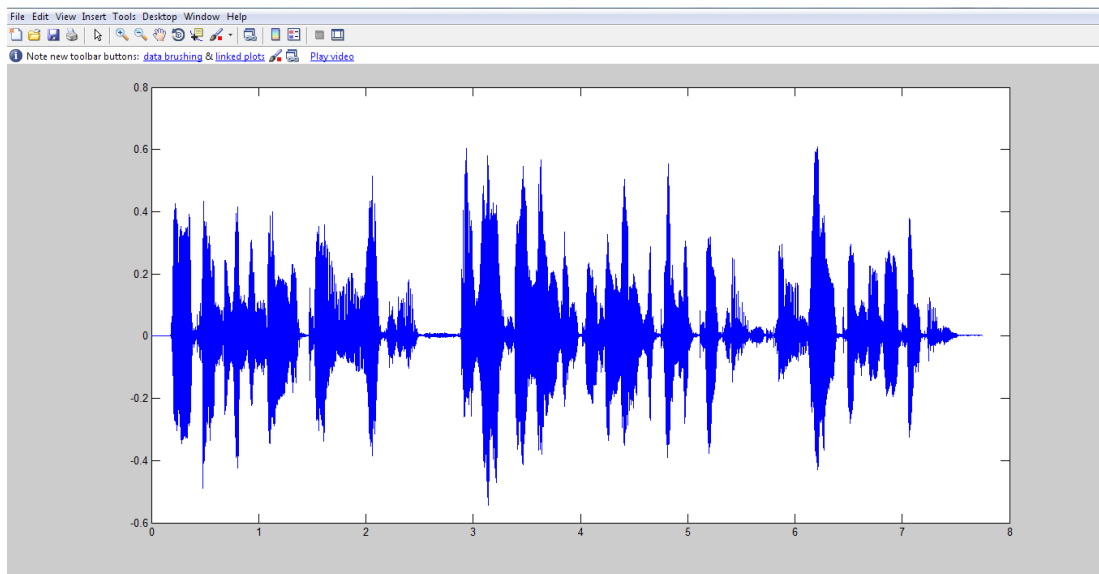 File Edit View Insert Tools Desktop Window Help
Note new toolbar buttons: data brushing & linked plots Play video
0.8
0.6
0.4
0.2
0
-0.2
-0.4
-0.6
0 1 2 3 4 5 6 7 8